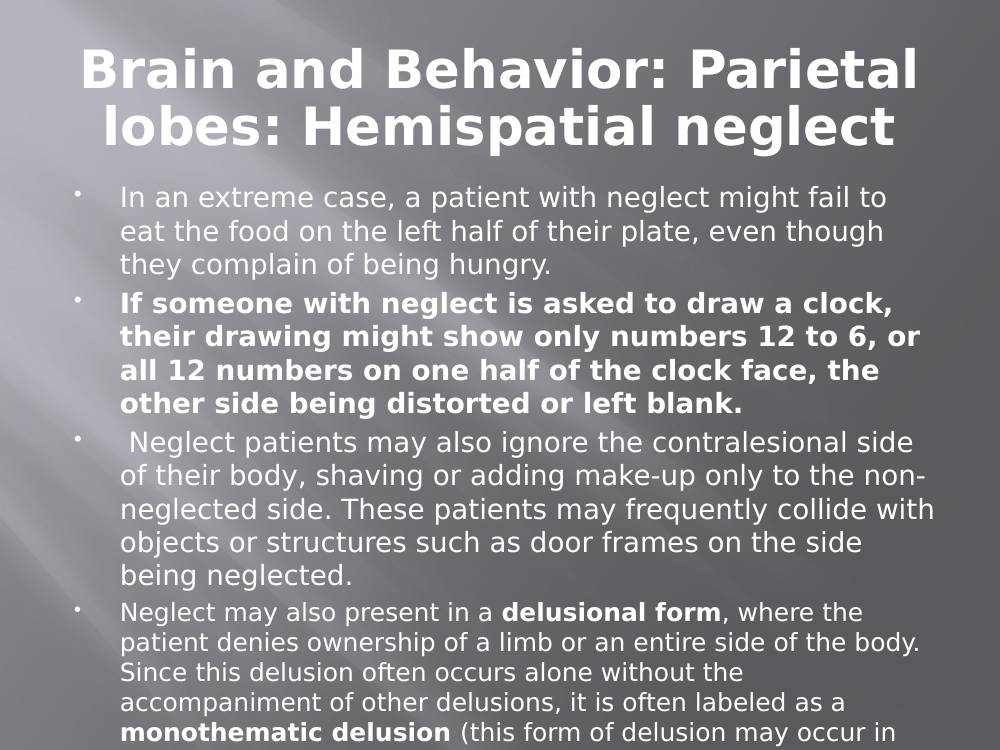 Brain and Behavior: Parietal
lobes: Hemispatial neglect
• In an extreme case, a patient with neglect might fail to
eat the food on the left half of their plate, even though
they complain of being hungry.
• If someone with neglect is asked to draw a clock,
their drawing might show only numbers 12 to 6, or
all 12 numbers on one half of the clock face, the
other side being distorted or left blank.
• Neglect patients may also ignore the contralesional side
of their body, shaving or adding make-up only to the non-
neglected side. These patients may frequently collide with
objects or structures such as door frames on the side
being neglected.
• Neglect may also present in a delusional form, where the
patient denies ownership of a limb or an entire side of the body.
Since this delusion often occurs alone without the
accompaniment of other delusions, it is often labeled as a
monothematic delusion (this form of delusion may occur in